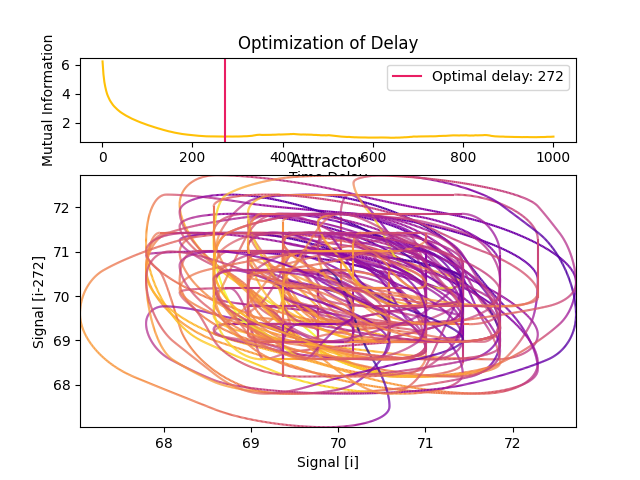 Optimization of Delay
Mutual Information
6
4
2
Optimal delay: 272
0 200 400 600 800 1000
Attractor
Signal [i-272]
72
71
70
69
68
68 69 70 71 72
Signal [i]